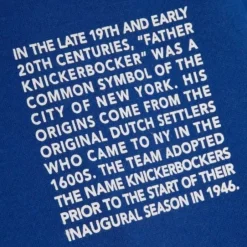 IN THE LATE 19TH AND EARLY
20TH CENTURIES, "FATHER
KNICKERBOCKER" WAS A
COMMON SYMBOL OF THE
CITY OF NEW YORK. HIS
ORIGINS COME FROM THE
ORIGINAL DUTCH SETTLERS
WHO CAME TO NY IN THE
1600S. THE TEAM ADOPTED
THE NAME KNICKERBOCKERS
PRIOR TO THE START OF THEIR
INAUGURAL SEASON IN 1946.